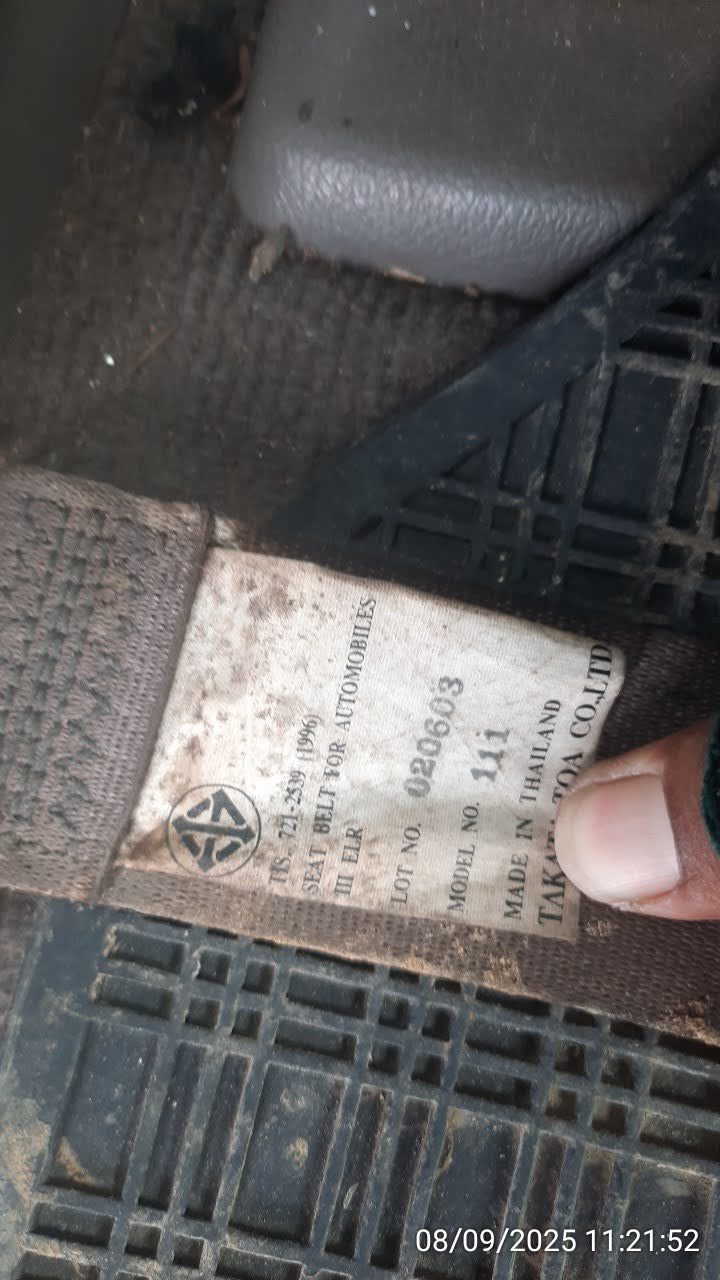 TIS. 721-2539 (1996)
SEAT BELT FOR AUTOMOBILES
III ELR
LOT NO. 020603
MODEL NO. 111
MADE IN THAILAND
TOA CO.,LTD
08/09/2025 11:21:52